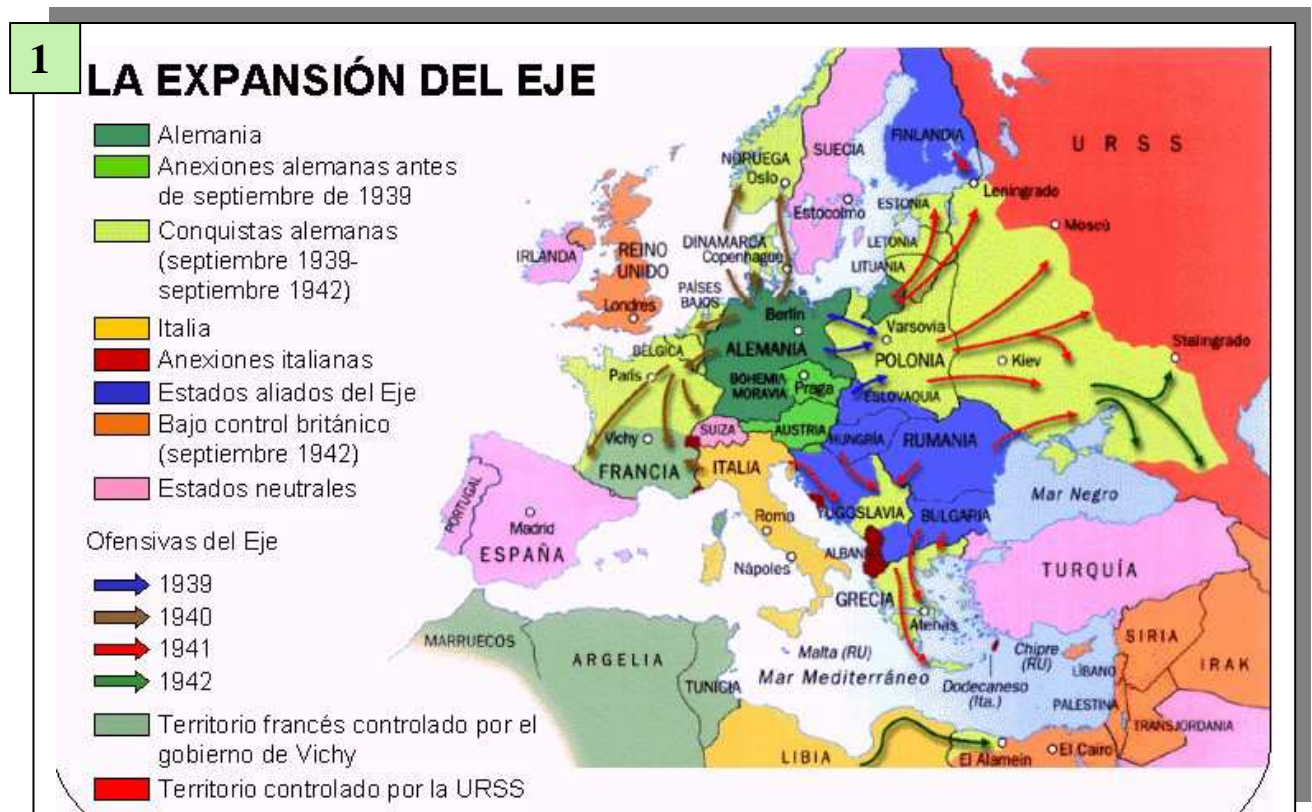 1
LA EXPANSIÓN DEL EJE
Alemania
Anexiones alemanas antes
de septiembre de 1939
Conquistas alemanas
(septiembre 1939-
septiembre 1942)
Italia
Anexiones italianas
Estados aliados del Eje
Bajo control británico
(septiembre 1942)
Estados neutrales
Ofensivas del Eje
1939
1940
1941
1942
Territorio francés controlado por el
gobierno de Vichy
Territorio controlado por la URSS
FINLANDIA
URSS
SUECIA
NORUEGA
Oslo
Leningrado
ESTONIA
Estocolmo
Moscú
LETONIA
DINAMARCA
Copenhague
LITUANIA
IRLANDA
REINO
UNIDO
PAÍSES
BAJOS
Londres
Berlín
Varsovia
Stalingrado
BÉLGICA
ALEMANIA
POLONIA
Kiev
París
BOHEMIA
MORAVIA
Praga
ESLOVAQUIA
Vichy
SUIZA
AUSTRIA
HUNGRÍA
RUMANIA
FRANCIA
ITALIA
Mar Negro
PORTUGAL
Madrid
ESPAÑA
Roma
YUGOSLAVIA
BULGARIA
Nápoles
ALBANI
TURQUÍA
GRECIA
Atenas
MARRUECOS
ARGELIA
TUNICIA
Malta (RU)
Mar Mediterráneo
Chipre
(RU)
SIRIA
LÍBANO
IRAK
Dodecaneso
(Ita.)
PALESTINA
TRANSJORDANIA
LIBIA
El Alamein
El Cairo